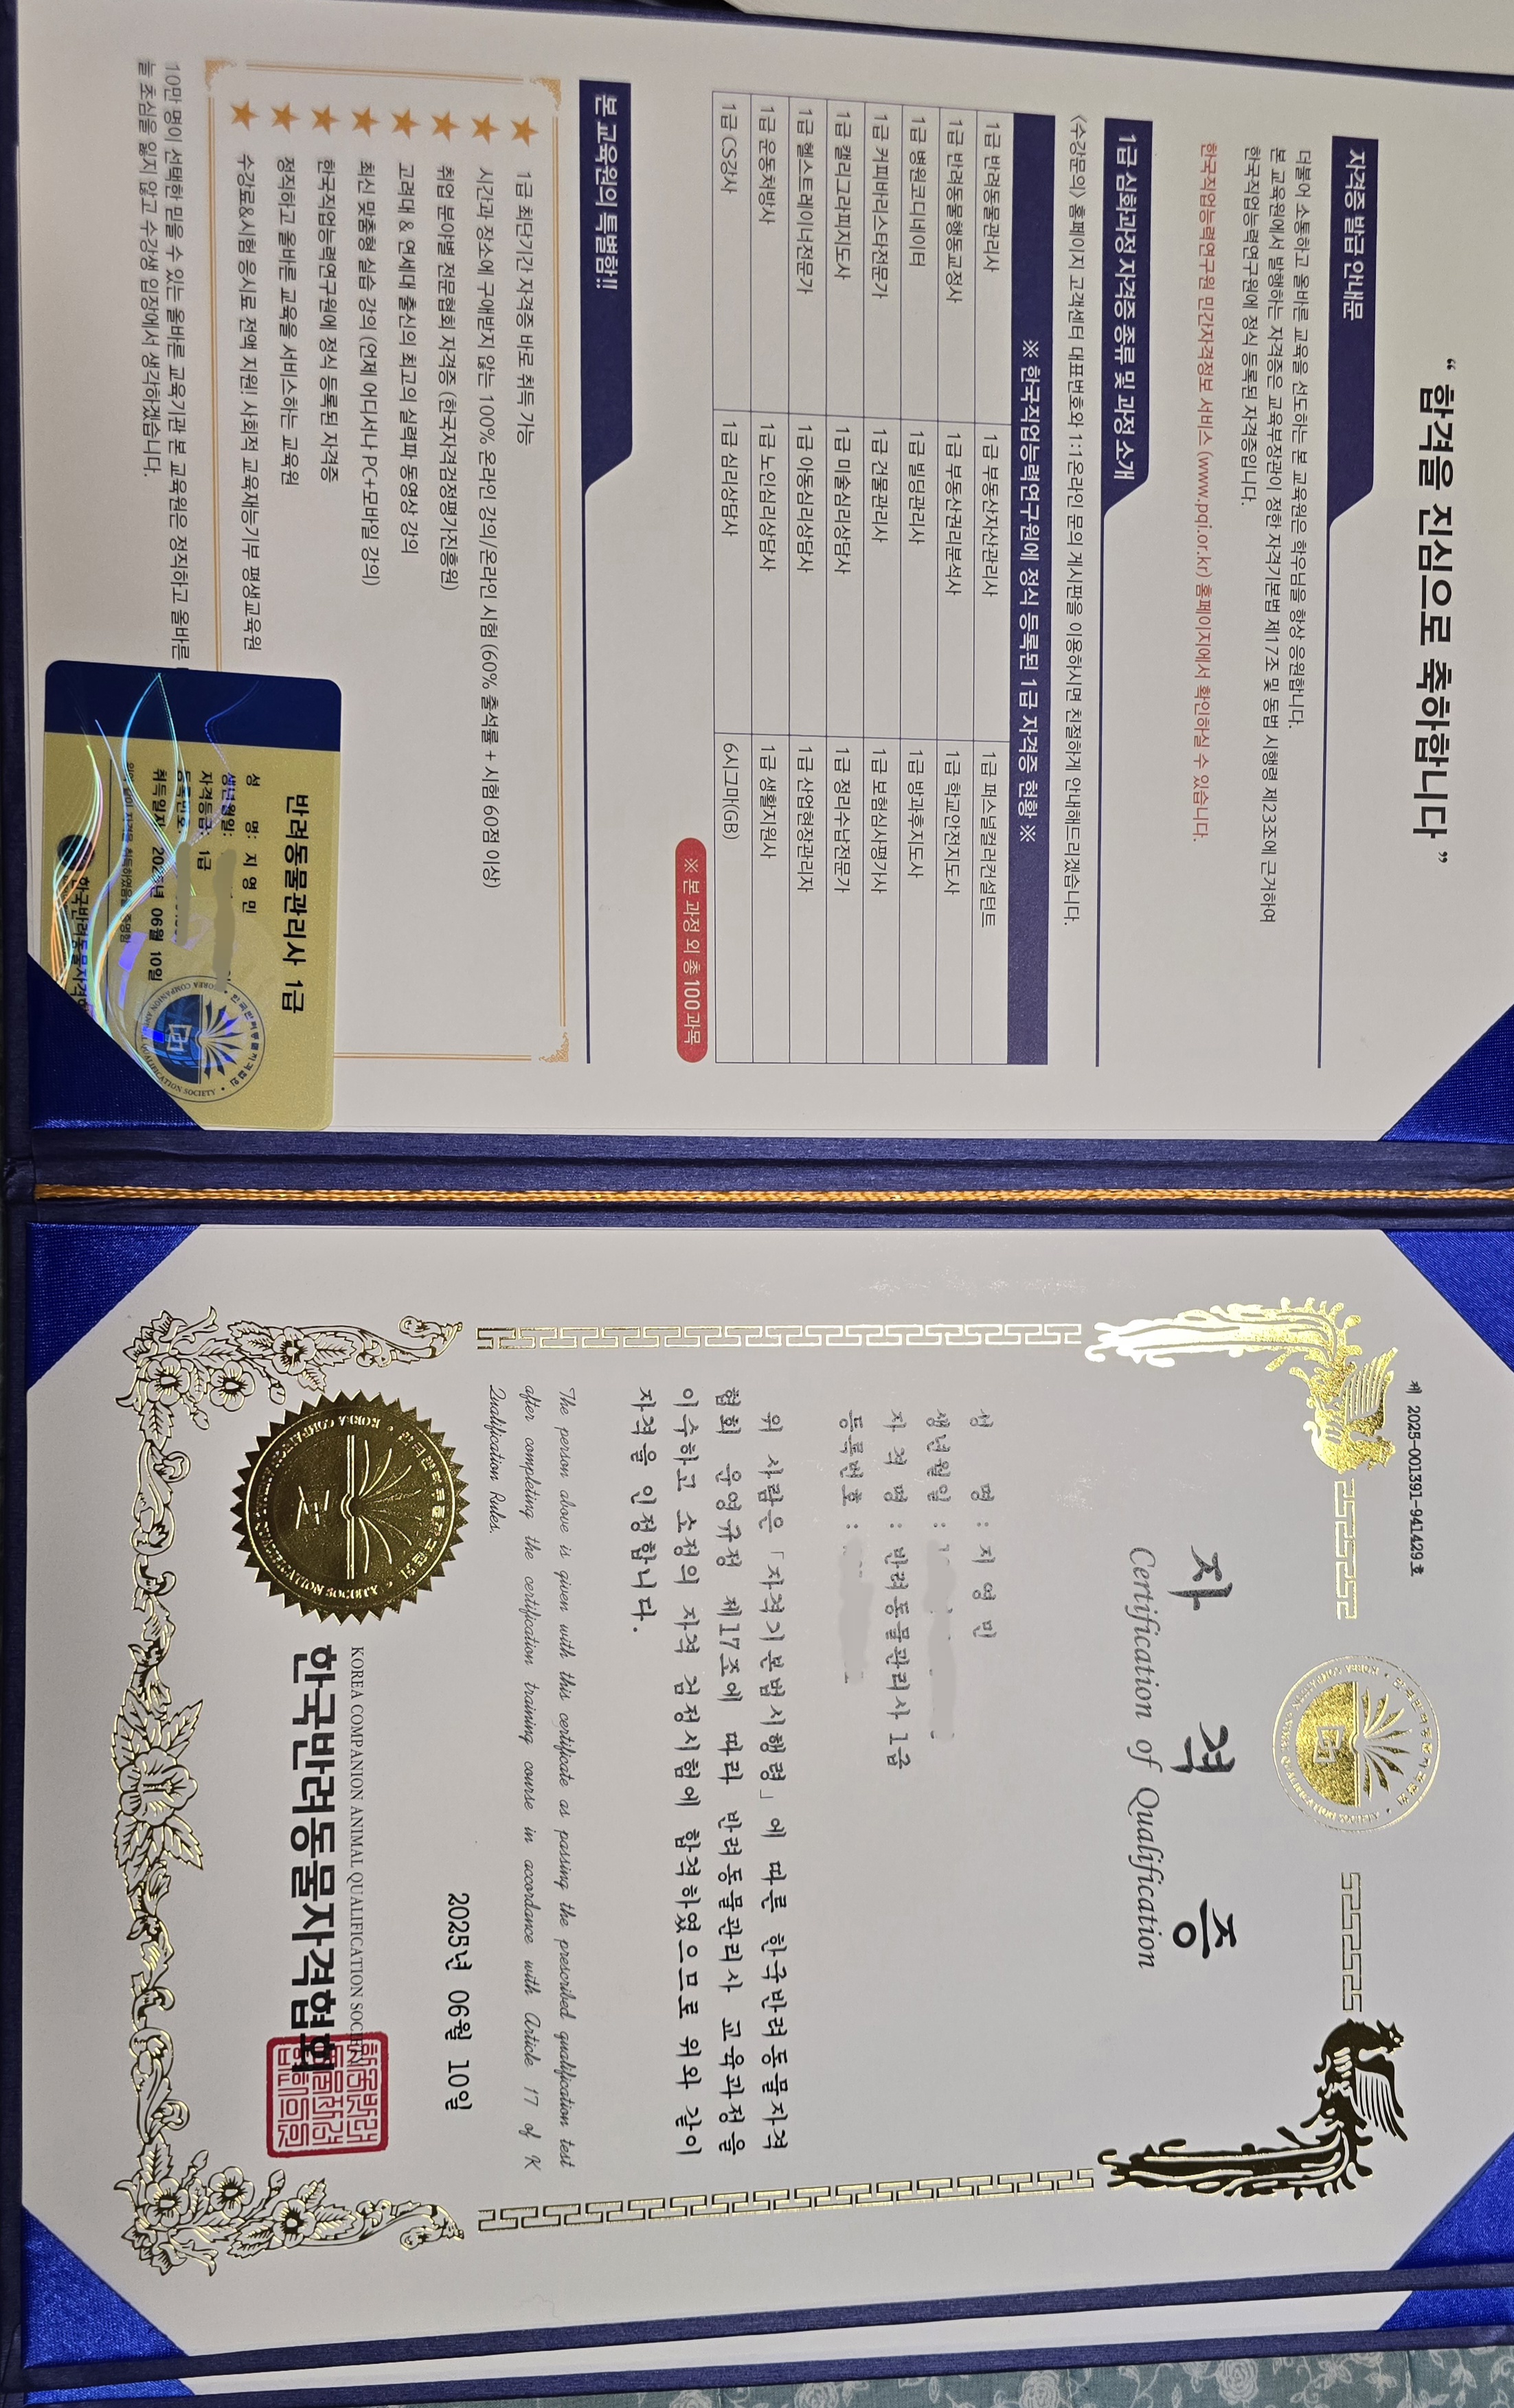 “ 합격을 진심으로 축하합니다 ”
자격증 발급 안내문
더불어 소통하고 올바른 교육을 선도하는 본 교육원은 학우님을 항상 응원합니다.
본 교육원에서 발행하는 자격증은 교육부장관이 정한 자격기본법 제17조 및 동법 시행령 제23조에 근거하여
한국직업능력연구원에 정식 등록된 자격증입니다.
한국직업능력연구원 민간자격정보 서비스 (www.pqi.or.kr) 홈페이지에서 확인하실 수 있습니다.
1급 심화과정 자격증 종류 및 과정 소개
<수강문의> 홈페이지 고객센터 대표번호와 1:1온라인 문의 게시판을 이용하시면 친절하게 안내해드리겠습니다.
※ 한국직업능력연구원에 정식 등록된 1급 자격증 현황 ※
1급 반려동물관리사 1급 부동산자산관리사 1급 퍼스널컬러컨설턴트
1급 반려동물행동교정사 1급 부동산권리분석사 1급 학교안전지도사
1급 병원코디네이터 1급 빌딩관리사 1급 방과후지도사
1급 커피바리스타전문가 1급 건물관리사 1급 보험심사평가사
1급 캘리그라피지도사 1급 미술심리상담사 1급 정리수납전문가
1급 헬스트레이너전문가 1급 아동심리상담사 1급 산업현장관리자
1급 운동처방사 1급 노인심리상담사 1급 생활지원사
1급 CS강사 1급 심리상담사 6시그마(GB)
※ 본 과정 외 총 100과목
본 교육원의 특별함!!
★ 1급 최단기간 자격증 바로 취득 가능
★ 시간과 장소에 구애받지 않는 100% 온라인 강의/온라인 시험 (60% 출석률 + 시험 60점 이상)
★ 취업 분야별 전문협회 자격증 (한국자격검정평가진흥원)
★ 고려대 & 연세대 출신의 최고의 실력파 동영상 강의
★ 최신 맞춤형 실습 강의 (언제 어디서나 PC+모바일 강의)
★ 한국직업능력연구원에 정식 등록된 자격증
★ 정직하고 올바른 교육을 서비스하는 교육원
★ 수강료&시험 응시료 전액 지원! 사회적 교육재능기부 평생교육원
10만 명이 선택한 믿을 수 있는 올바른 교육기관 본 교육원은 정직하고 올바른
늘 초심을 잃지 않고 수강생 입장에서 생각하겠습니다.
반려동물관리사 1급
성 명: 지 영 민
생년월일:
자격등급: 1급
등록번호:
취득일자: 2025년 06월 10일
한국반려동물자격협
제 2025-001391-941429호
자 격 증
Certification of Qualification
성 명 : 지 영 민
생년월일 :
자 격 명 : 반려동물관리사 1급
등록번호 :
위 사람은 「자격기본법시행령」에 따른 한국반려동물자격
협회 운영규정 제17조에 따라 반려동물관리사 교육과정을
이수하고 소정의 자격 검정시험에 합격하였으므로 위와 같이
자격을 인정합니다.
The person above is given with this certificate as passing the prescribed qualification test
after completing the certification training course in accordance with Article 17 of K
Qualification Rules.
2025년 06월 10일
KOREA COMPANION ANIMAL QUALIFICATION SOCIETY
한국반려동물자격협회